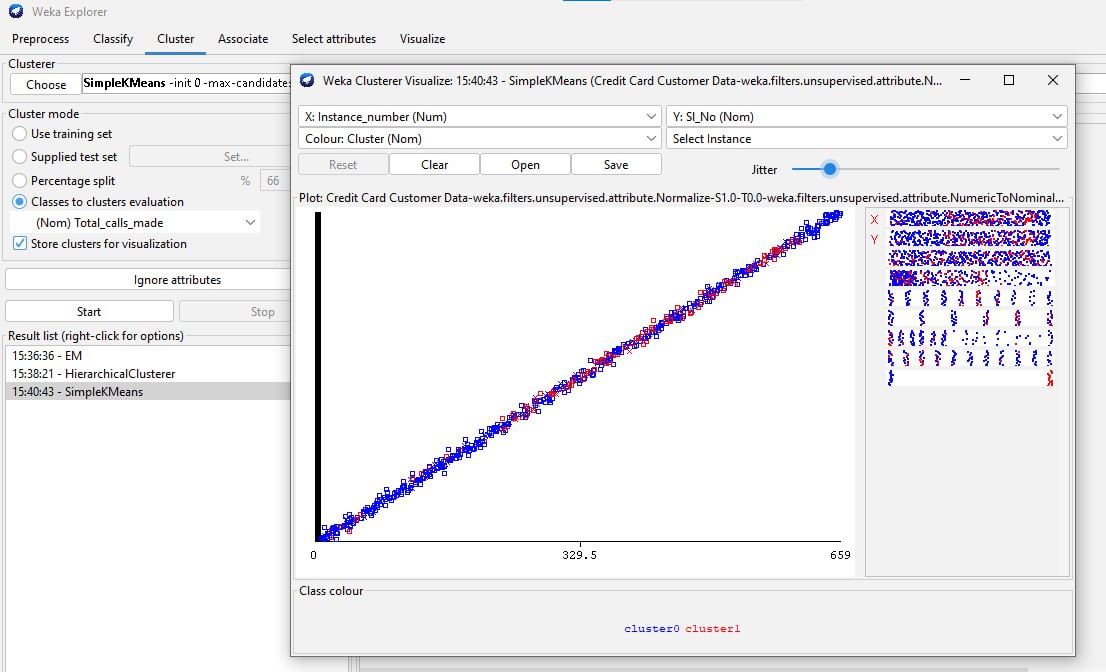 Weka Explorer
Preprocess Classify Cluster Associate Select attributes Visualize
Clusterer
Choose SimpleKMeans -init 0 -max-candidates
Cluster mode
Use training set
Supplied test set Set...
Percentage split % 66
Classes to clusters evaluation
(Nom) Total_calls_made
Store clusters for visualization
Ignore attributes
Start Stop
Result list (right-click for options)
15:36:36 - EM
15:38:21 - HierarchicalClusterer
15:40:43 - SimpleKMeans
Weka Clusterer Visualize: 15:40:43 - SimpleKMeans (Credit Card Customer Data-weka.filters.unsupervised.attribute.N...
X: Instance_number (Num) Y: Sl_No (Nom)
Colour: Cluster (Nom) Select Instance
Reset Clear Open Save Jitter
Plot: Credit Card Customer Data-weka.filters.unsupervised.attribute.Normalize-S1.0-T0.0-weka.filters.unsupervised.attribute.NumericToNominal...
X
Y
0 329.5 659
Class colour
cluster0 cluster1